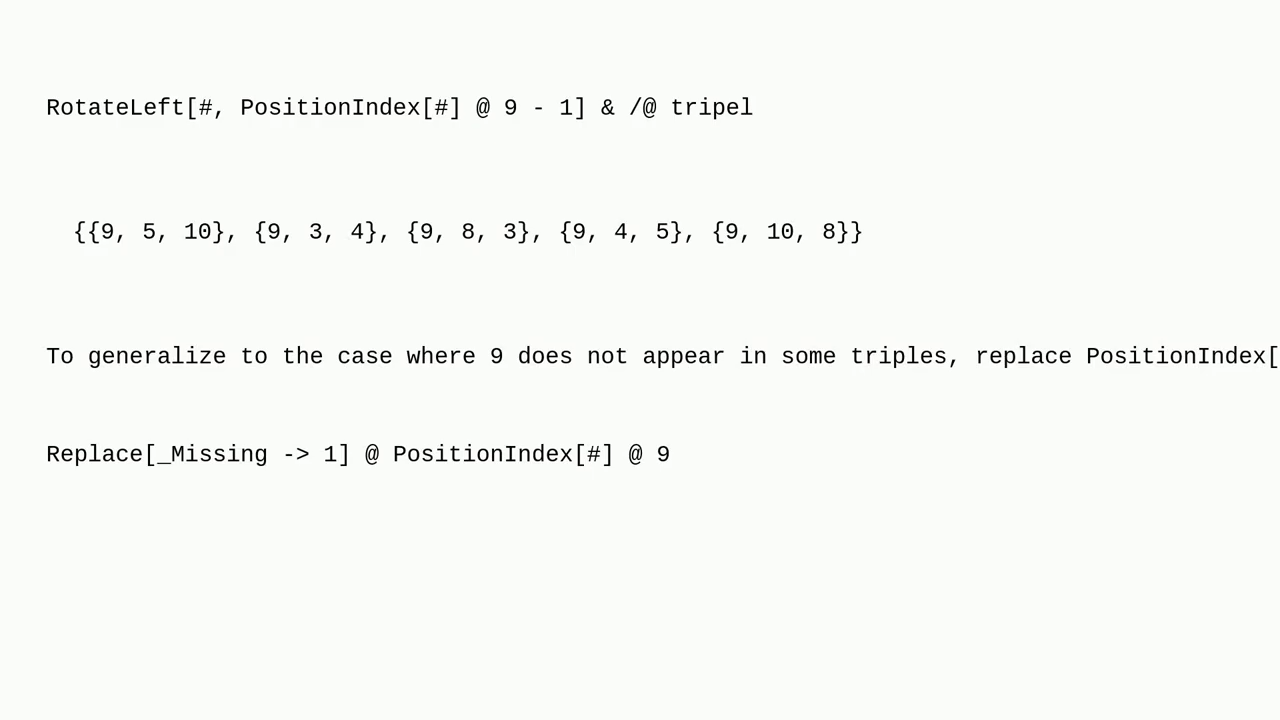 RotateLeft[#, PositionIndex[#] @ 9 - 1] & /@ tripel
{{9, 5, 10}, {9, 3, 4}, {9, 8, 3}, {9, 4, 5}, {9, 10, 8}}
To generalize to the case where 9 does not appear in some triples, replace PositionIndex[
Replace[_Missing -> 1] @ PositionIndex[#] @ 9